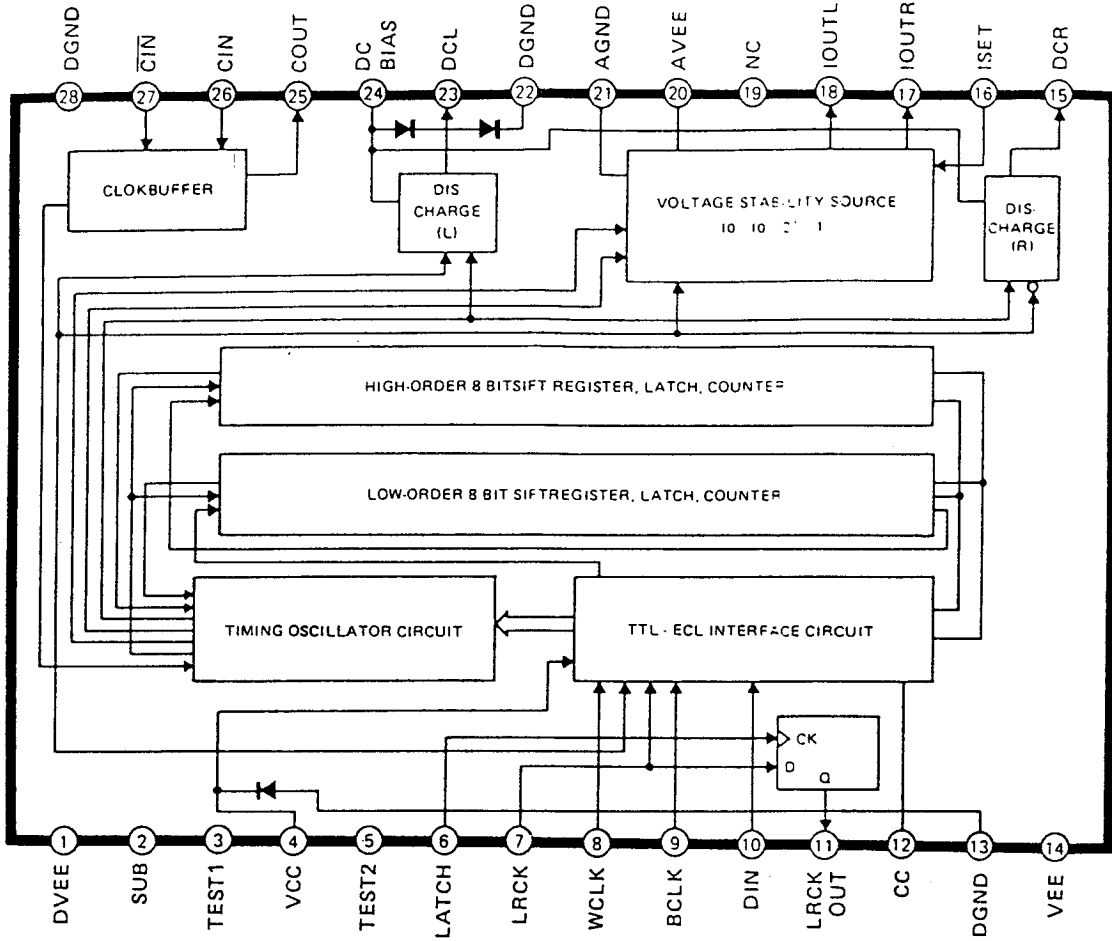 DGND
CIN
CIN
COUT
DC
BIAS
DCL
DGND
AGND
AVEE
NC
IOUTL
IOUTR
ISET
DCR
28
27
26
25
24
23
22
21
20
19
18
17
16
15
CLOKBUFFER
DIS
CHARGE
(L)
VOLTAGE STABILITY SOURCE
DIS-
CHARGE
(R)
HIGH-ORDER 8 BITSIFT REGISTER, LATCH, COUNTER
LOW-ORDER 8 BIT SIFTREGISTER, LATCH, COUNTER
TIMING OSCILLATOR CIRCUIT
TTL - ECL INTERFACE CIRCUIT
CK
D
Q
1
2
3
4
5
6
7
8
9
10
11
12
13
14
DVEE
SUB
TEST1
VCC
TEST2
LATCH
LRCK
WCLK
BCLK
DIN
LRCK
OUT
CC
DGND
VEE